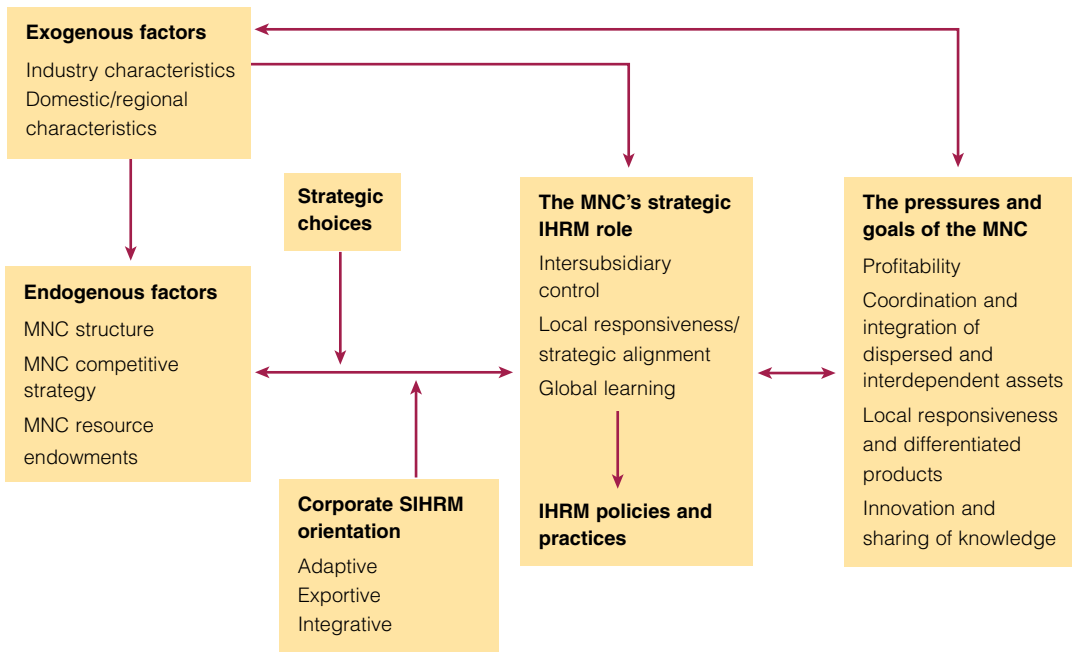 Exogenous factors
Industry characteristics
Domestic/regional
characteristics
Endogenous factors
MNC structure
MNC competitive
strategy
MNC resource
endowments
Strategic
choices
Corporate SIHRM
orientation
Adaptive
Exportive
Integrative
The MNC's strategic
IHRM role
Intersubsidiary
control
Local responsiveness/
strategic alignment
Global learning
IHRM policies and
practices
The pressures and
goals of the MNC
Profitability
Coordination and
integration of
dispersed and
interdependent assets
Local responsiveness
and differentiated
products
Innovation and
sharing of knowledge